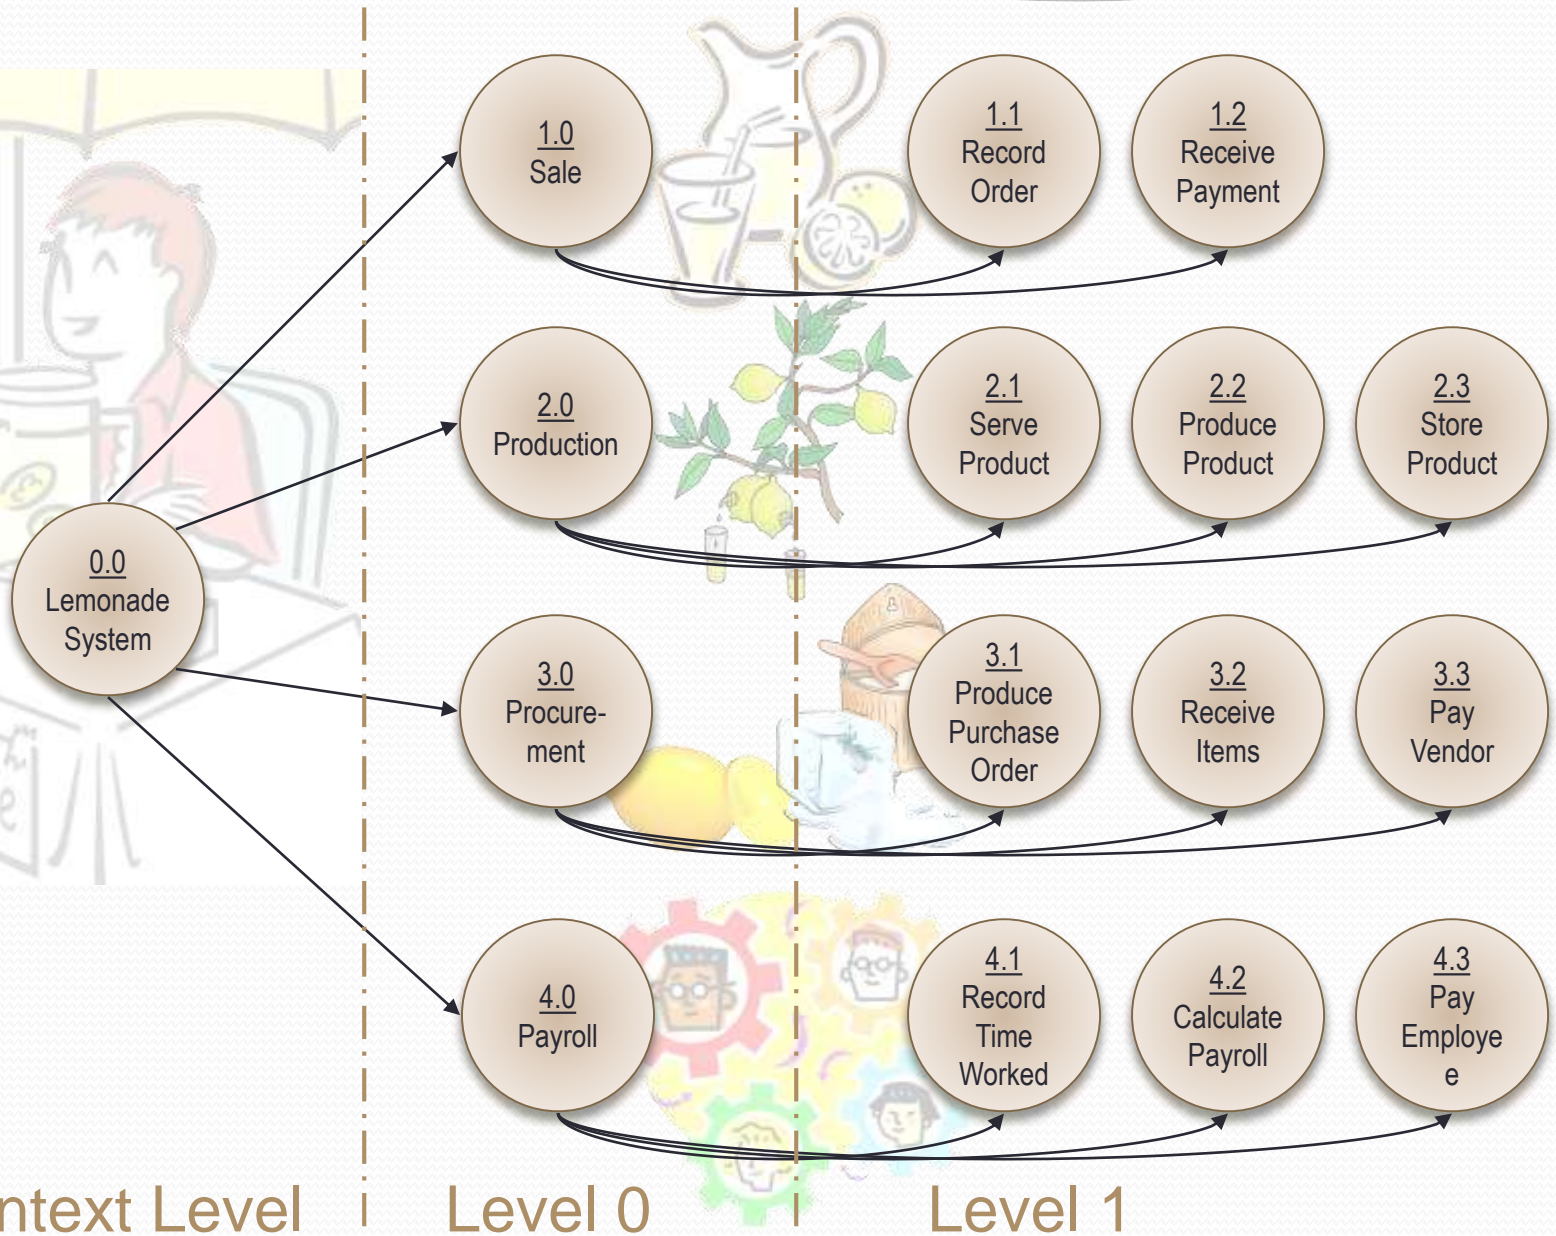 1.0
Sale
1.1
Record
Order
1.2
Receive
Payment
2.0
Production
2.1
Serve
Product
2.2
Produce
Product
2.3
Store
Product
0.0
Lemonade
System
3.0
Procure-
ment
3.1
Produce
Purchase
Order
3.2
Receive
Items
3.3
Pay
Vendor
4.0
Payroll
4.1
Record
Time
Worked
4.2
Calculate
Payroll
4.3
Pay
Employe
e
ntext Level
Level 0
Level 1